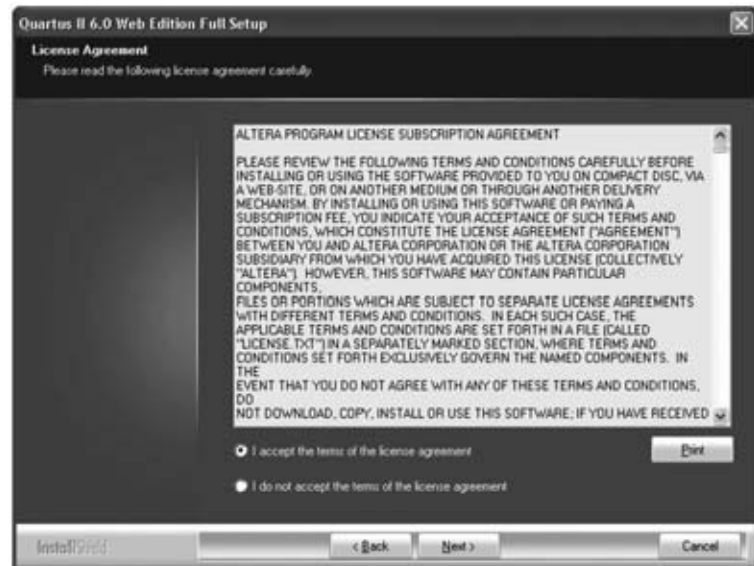 Quartus II 6.0 Web Edition Full Setup
License Agreement
Please read the following license agreement carefully.
ALTERA PROGRAM LICENSE SUBSCRIPTION AGREEMENT
PLEASE REVIEW THE FOLLOWING TERMS AND CONDITIONS CAREFULLY BEFORE
INSTALLING OR USING THE SOFTWARE PROVIDED TO YOU ON COMPACT DISC, VIA
A WEB-SITE, OR ON ANOTHER MEDIUM OR THROUGH ANOTHER DELIVERY
MECHANISM. BY INSTALLING OR USING THIS SOFTWARE OR PAYING A
SUBSCRIPTION FEE, YOU INDICATE YOUR ACCEPTANCE OF SUCH TERMS AND
CONDITIONS, WHICH CONSTITUTE THE LICENSE AGREEMENT ("AGREEMENT")
BETWEEN YOU AND ALTERA CORPORATION OR THE ALTERA CORPORATION
SUBSIDIARY FROM WHICH YOU HAVE ACQUIRED THIS LICENSE (COLLECTIVELY
"ALTERA"). HOWEVER, THIS SOFTWARE MAY CONTAIN PARTICULAR
COMPONENTS,
FILES OR PORTIONS WHICH ARE SUBJECT TO SEPARATE LICENSE AGREEMENTS
WITH DIFFERENT TERMS AND CONDITIONS. IN EACH SUCH CASE, THE
APPLICABLE TERMS AND CONDITIONS ARE SET FORTH IN A FILE (CALLED
"LICENSE.TXT") IN A SEPARATELY MARKED SECTION, WHERE TERMS AND
CONDITIONS SET FORTH EXCLUSIVELY GOVERN THE NAMED COMPONENTS. IN
THE
EVENT THAT YOU DO NOT AGREE WITH ANY OF THESE TERMS AND CONDITIONS,
DO
NOT DOWNLOAD, COPY, INSTALL OR USE THIS SOFTWARE; IF YOU HAVE RECEIVED
I accept the terms of the license agreement
Print
I do not accept the terms of the license agreement
InstallShield
< Back
Next >
Cancel